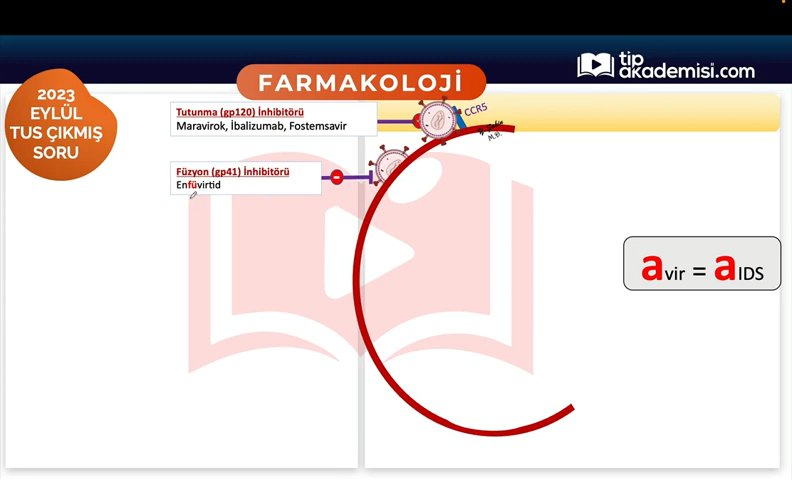 tıp
akademisi.com
FARMAKOLOJİ
2023
EYLÜL
TUS ÇIKMIŞ
SORU
Tutunma (gp120) İnhibitörü
Maravirok, İbalizumab, Fostemsavir
CCR5
M.D.
Füzyon (gp41) İnhibitörü
Enfüvirtid
avir = aIDS